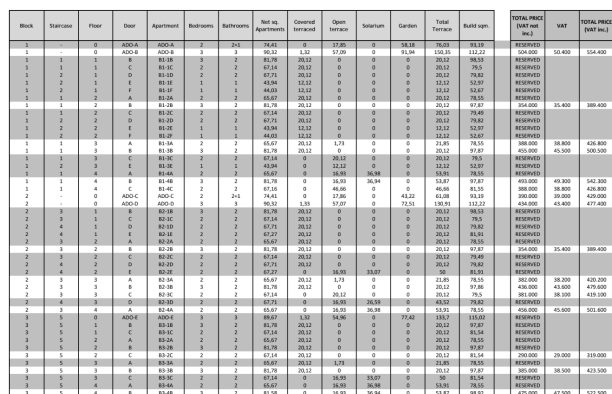 Block Staircase Floor Door Apartment Bedrooms Bathrooms Not sq. Apartments Covered terraced Open terrace Solarium Garden Total Terrace Build sqm. TOTAL PRICE (VAT not inc.) VAT TOTAL PRICE (VAT inc.)
1 - 0 ADO-A ADO-A 2 2+1 74,41 0 17,85 0 58,18 76,03 93,19 RESERVED
1 - 0 ADO-B ADO-B 3 3 90,32 1,32 57,09 0 91,94 150,35 112,22 504.000 50.400 554.400
1 1 1 B B1-1B 3 2 81,78 20,12 0 0 0 20,12 98,53 RESERVED
1 1 1 C B1-1C 2 2 67,14 20,12 0 0 0 20,12 79,5 RESERVED
1 2 1 D B1-1D 2 2 67,71 20,12 0 0 0 20,12 79,82 RESERVED
1 2 1 E B1-1E 1 1 43,94 12,12 0 0 0 12,12 52,97 RESERVED
1 2 1 F B1-1F 1 1 44,03 12,12 0 0 0 12,12 52,67 RESERVED
1 1 2 A B1-2A 2 2 65,67 20,12 0 0 0 20,12 78,55 RESERVED
1 1 2 B B1-2B 3 2 81,78 20,12 0 0 0 20,12 97,87 354.000 35.400 389.400
1 1 2 C B1-2C 2 2 67,14 20,12 0 0 0 20,12 79,49 RESERVED
1 2 2 D B1-2D 2 2 67,71 20,12 0 0 0 20,12 79,82 RESERVED
1 2 2 E B1-2E 1 1 43,94 12,12 0 0 0 12,12 52,97 RESERVED
1 2 2 F B1-2F 1 1 44,03 12,12 0 0 0 12,12 52,67 RESERVED
1 1 3 A B1-3A 2 2 65,67 20,12 1,73 0 0 21,85 78,55 388.000 38.800 426.800
1 1 3 B B1-3B 3 2 81,78 20,12 0 0 0 20,12 97,87 455.000 45.500 500.500
1 1 3 C B1-3C 2 2 67,14 0 20,12 0 0 20,12 79,5 RESERVED
1 2 3 E B1-3E 2 2 43,94 0 12,12 0 0 12,12 52,97 RESERVED
1 1 4 A B1-4A 2 2 65,67 0 16,93 36,98 0 53,91 78,55 RESERVED
1 1 4 B B1-4B 3 2 81,78 0 16,93 36,94 0 53,87 97,87 493.000 49.300 542.300
1 1 4 C B1-4C 2 2 67,16 0 46,66 0 0 46,66 81,55 388.000 38.800 426.800
2 - 0 ADO-C ADO-C 2 2+1 74,41 0 17,86 0 43,22 61,08 93,19 390.000 39.000 429.000
2 - 0 ADO-D ADO-D 3 3 90,32 1,33 57,07 0 72,51 130,91 112,22 434.000 43.400 477.400
2 3 1 B B2-1B 3 2 81,78 20,12 0 0 0 20,12 98,53 RESERVED
2 3 1 C B2-1C 2 2 67,14 20,12 0 0 0 20,12 79,5 RESERVED
2 4 1 D B2-1D 2 2 67,71 20,12 0 0 0 20,12 79,82 RESERVED
2 4 1 E B2-1E 2 2 67,27 20,12 0 0 0 20,12 81,91 RESERVED
2 3 2 A B2-2A 2 2 65,67 20,12 0 0 0 20,12 78,55 RESERVED
2 3 2 B B2-2B 3 2 81,78 20,12 0 0 0 20,12 97,87 354.000 35.400 389.400
2 3 2 C B2-2C 2 2 67,14 20,12 0 0 0 20,12 79,49 RESERVED
2 4 2 D B2-2D 2 2 67,71 20,12 0 0 0 20,12 79,82 RESERVED
2 4 2 E B2-2E 2 2 67,27 0 16,93 33,07 0 50 81,91 RESERVED
2 3 3 A B2-3A 2 2 65,67 20,12 1,73 0 0 21,85 78,55 382.000 38.200 420.200
2 3 3 B B2-3B 3 2 81,78 20,12 0 0 0 20,12 97,86 436.000 43.600 479.600
2 3 3 C B2-3C 2 2 67,14 0 20,12 0 0 20,12 79,5 381.000 38.100 419.100
2 4 3 D B2-3D 2 2 67,71 0 16,93 26,59 0 43,52 79,82 RESERVED
2 3 4 A B2-4A 2 2 65,67 0 16,93 36,98 0 53,91 78,55 456.000 45.600 501.600
3 5 0 ADO-E ADO-E 3 3 89,67 1,32 54,96 0 77,42 133,7 115,02 RESERVED
3 5 1 B B3-1B 3 2 81,78 20,12 0 0 0 20,12 97,87 RESERVED
3 5 1 C B3-1C 2 2 67,14 20,12 0 0 0 20,12 81,54 RESERVED
3 5 2 A B3-2A 2 2 65,67 20,12 0 0 0 20,12 78,55 RESERVED
3 5 2 B B3-2B 3 2 81,78 20,12 0 0 0 20,12 97,87 RESERVED
3 5 2 C B3-2C 2 2 67,14 20,12 0 0 0 20,12 81,54 290.000 29.000 319.000
3 5 3 A B3-3A 2 2 65,67 20,12 1,73 0 0 21,85 78,55 RESERVED
3 5 3 B B3-3B 3 2 81,78 20,12 0 0 0 20,12 97,87 385.000 38.500 423.500
3 5 3 C B3-3C 2 2 67,14 0 16,93 33,07 0 50 81,54 RESERVED
3 5 4 A B3-4A 2 2 65,67 0 16,93 36,98 0 53,91 78,55 RESERVED
3 5 4 B B3-4B 3 2 81,58 0 16,93 36,94 0 53,87 98,92 475.000 47.500 522.500